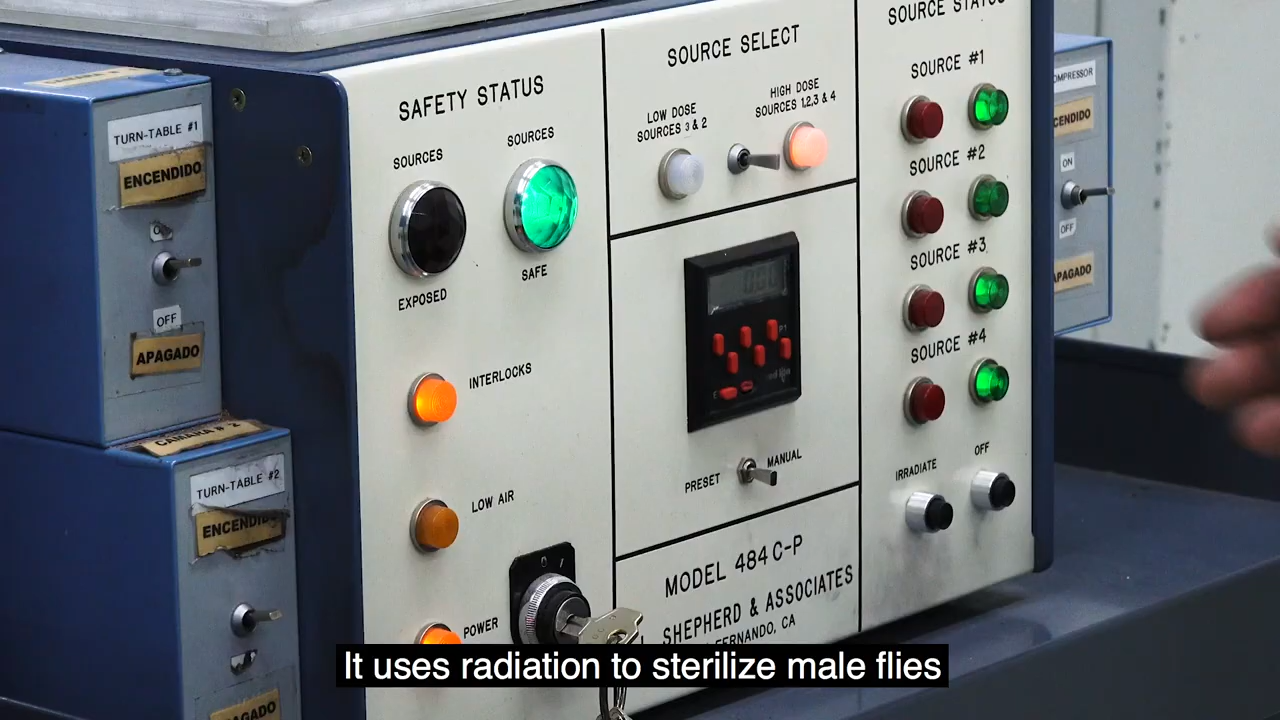 TURN-TABLE #1
ENCENDIDO
OFF
APAGADO
CAMARA # 2
TURN-TABLE #2
ENCENDIDO
APAGADO
SAFETY STATUS
SOURCES
SOURCES
EXPOSED
SAFE
INTERLOCKS
LOW AIR
POWER
SOURCE SELECT
LOW DOSE
SOURCES 3 & 2
HIGH DOSE
SOURCES 1,2,3 & 4
P1
PRESET
MANUAL
MODEL 484 C-P
SHEPHERD & ASSOCIATES
FERNANDO, CA
SOURCE STATUS
SOURCE #1
SOURCE #2
SOURCE #3
SOURCE #4
IRRADIATE
OFF
COMPRESSOR
ENCENDIDO
ON
OFF
APAGADO
It uses radiation to sterilize male flies